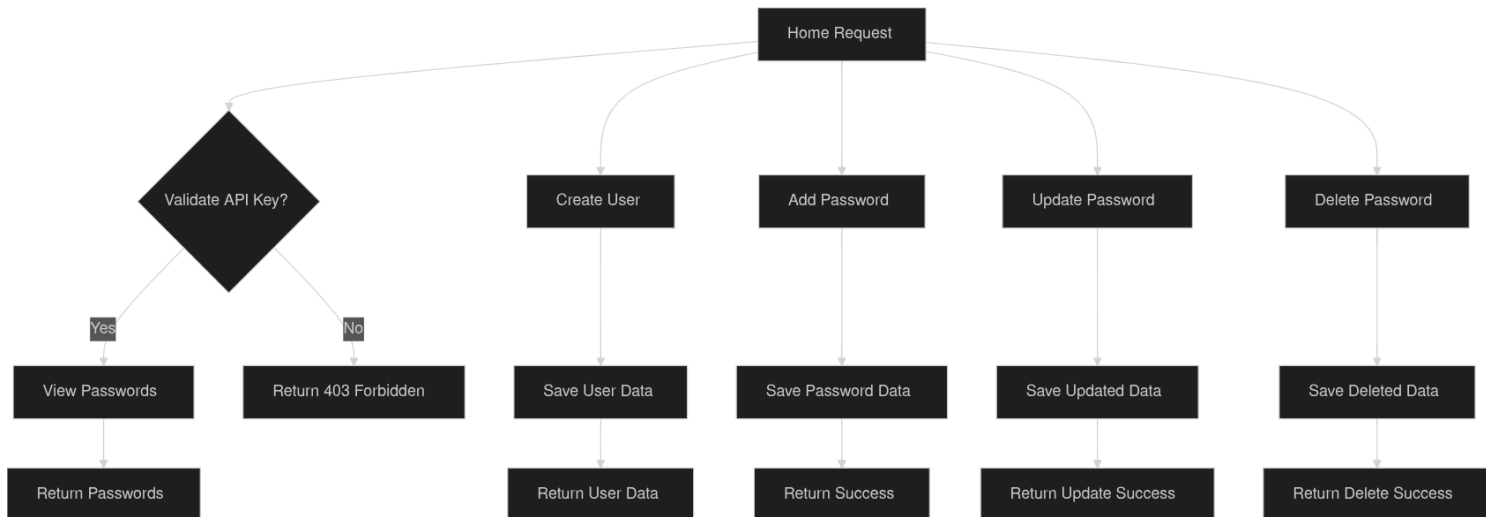 Home Request
Validate API Key?
Create User
Add Password
Update Password
Delete Password
Yes
No
View Passwords
Return 403 Forbidden
Save User Data
Save Password Data
Save Updated Data
Save Deleted Data
Return Passwords
Return User Data
Return Success
Return Update Success
Return Delete Success